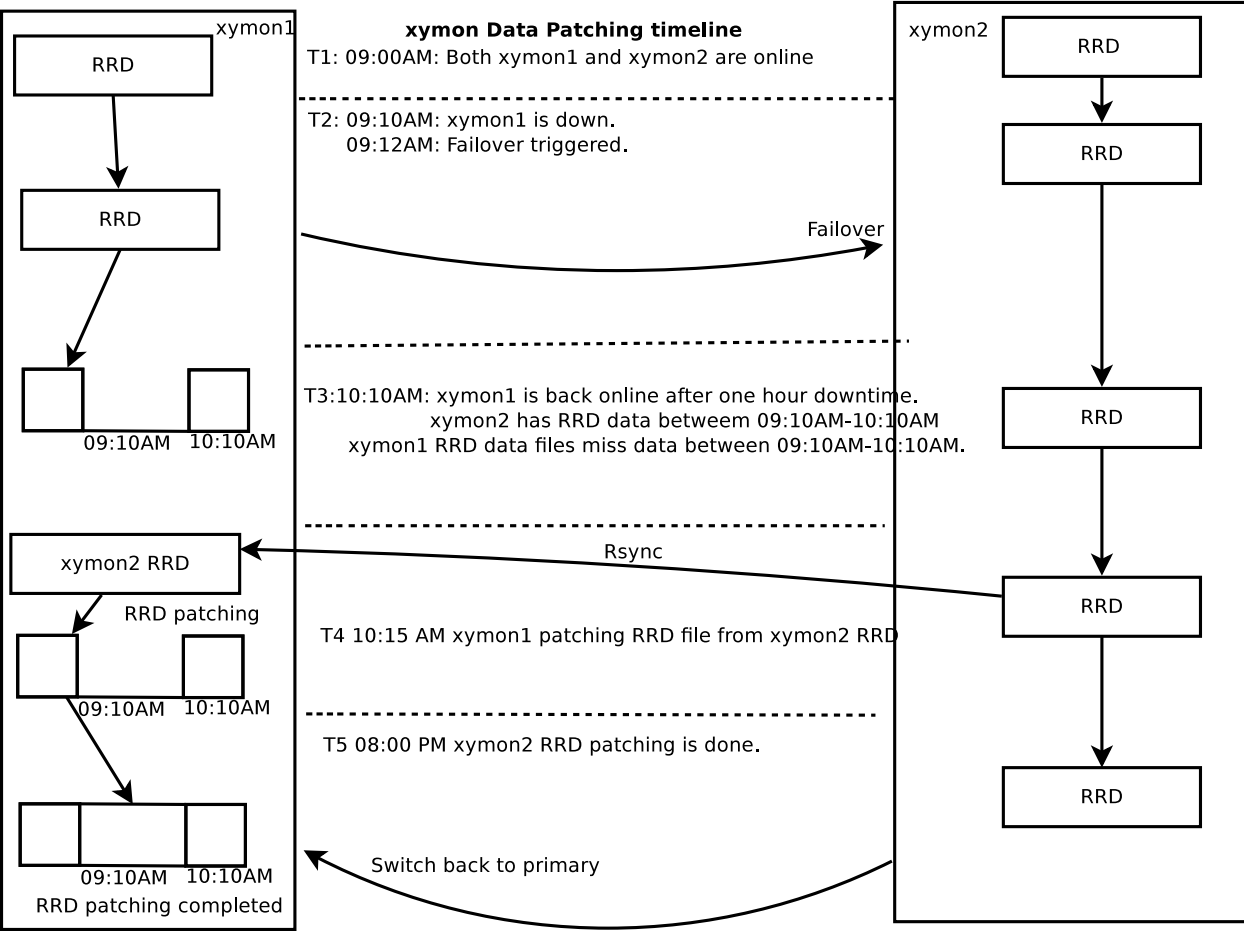 xymon1
xymon Data Patching timeline
xymon2
RRD
T1: 09:00AM: Both xymon1 and xymon2 are online
RRD
T2: 09:10AM: xymon1 is down.
09:12AM: Failover triggered.
RRD
RRD
Failover
T3:10:10AM: xymon1 is back online after one hour downtime.
xymon2 has RRD data betweem 09:10AM-10:10AM
xymon1 RRD data files miss data between 09:10AM-10:10AM.
09:10AM
10:10AM
RRD
Rsync
xymon2 RRD
RRD patching
T4 10:15 AM xymon1 patching RRD file from xymon2 RRD
RRD
09:10AM
10:10AM
T5 08:00 PM xymon2 RRD patching is done.
RRD
Switch back to primary
09:10AM
10:10AM
RRD patching completed